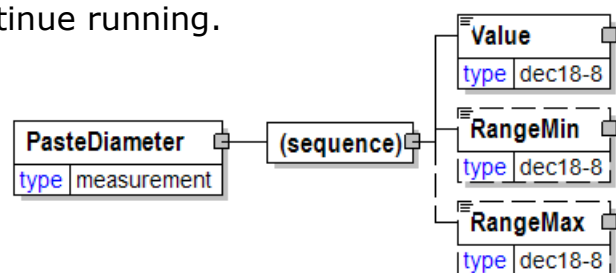 tinue running.
Value
type dec18-8
PasteDiameter
type measurement
(sequence)
RangeMin
type dec18-8
RangeMax
type dec18-8